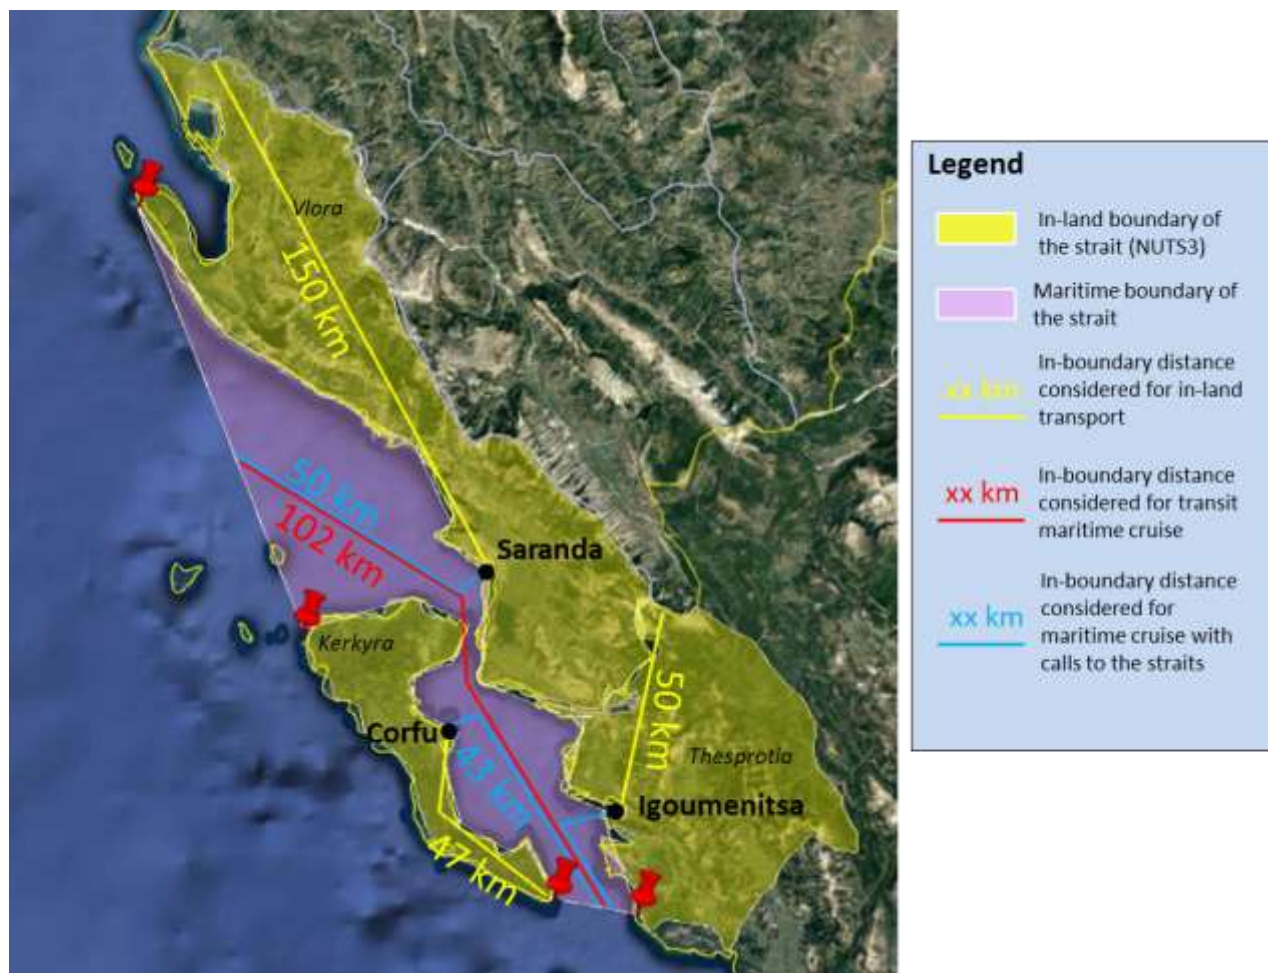 Vlora
150 km
50 km
102 km
Saranda
Kerkyra
Corfu
43 km
50 km
Thesprotia
Igoumenitsa
47 km
Legend
In-land boundary of
the strait (NUTS3)
Maritime boundary of
the strait
xx km
In-boundary distance
considered for in-land
transport
xx km
In-boundary distance
considered for transit
maritime cruise
xx km
In-boundary distance
considered for
maritime cruise with
calls to the straits